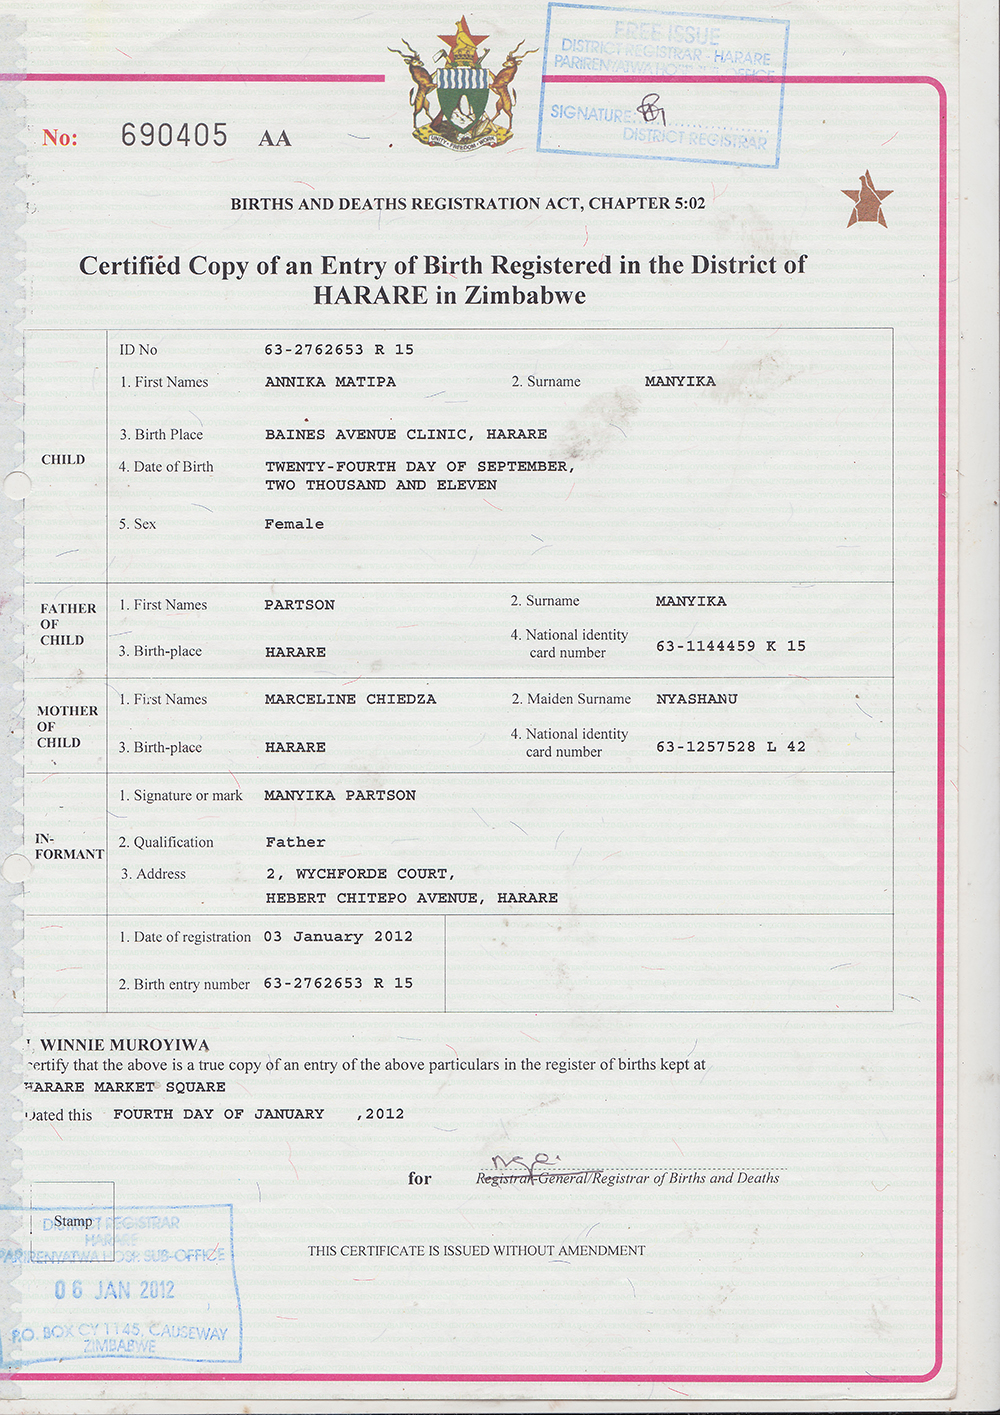 FREE ISSUE
DISTRICT REGISTRAR - HARARE
PARIRENYATWA HOSP. SUB-OFFICE
SIGNATURE:
DISTRICT REGISTRAR
UNITY · FREEDOM · WORK
No: 690405 AA
BIRTHS AND DEATHS REGISTRATION ACT, CHAPTER 5:02
Certified Copy of an Entry of Birth Registered in the District of
HARARE in Zimbabwe
CHILD
ID No 63-2762653 R 15
1. First Names ANNIKA MATIPA 2. Surname MANYIKA
3. Birth Place BAINES AVENUE CLINIC, HARARE
4. Date of Birth TWENTY-FOURTH DAY OF SEPTEMBER,
TWO THOUSAND AND ELEVEN
5. Sex Female
FATHER
OF
CHILD
1. First Names PARTSON 2. Surname MANYIKA
3. Birth-place HARARE 4. National identity
card number 63-1144459 K 15
MOTHER
OF
CHILD
1. First Names MARCELINE CHIEDZA 2. Maiden Surname NYASHANU
3. Birth-place HARARE 4. National identity
card number 63-1257528 L 42
IN-
FORMANT
1. Signature or mark MANYIKA PARTSON
2. Qualification Father
3. Address 2, WYCHFORDE COURT,
HEBERT CHITEPO AVENUE, HARARE
1. Date of registration 03 January 2012
2. Birth entry number 63-2762653 R 15
I, WINNIE MUROYIWA
certify that the above is a true copy of an entry of the above particulars in the register of births kept at
HARARE MARKET SQUARE
Dated this FOURTH DAY OF JANUARY ,2012
for Registrar-General/Registrar of Births and Deaths
Stamp
DISTRICT REGISTRAR
HARARE
PARIRENYATWA HOSP. SUB-OFFICE
06 JAN 2012
P.O. BOX CY 1145, CAUSEWAY
ZIMBABWE
THIS CERTIFICATE IS ISSUED WITHOUT AMENDMENT